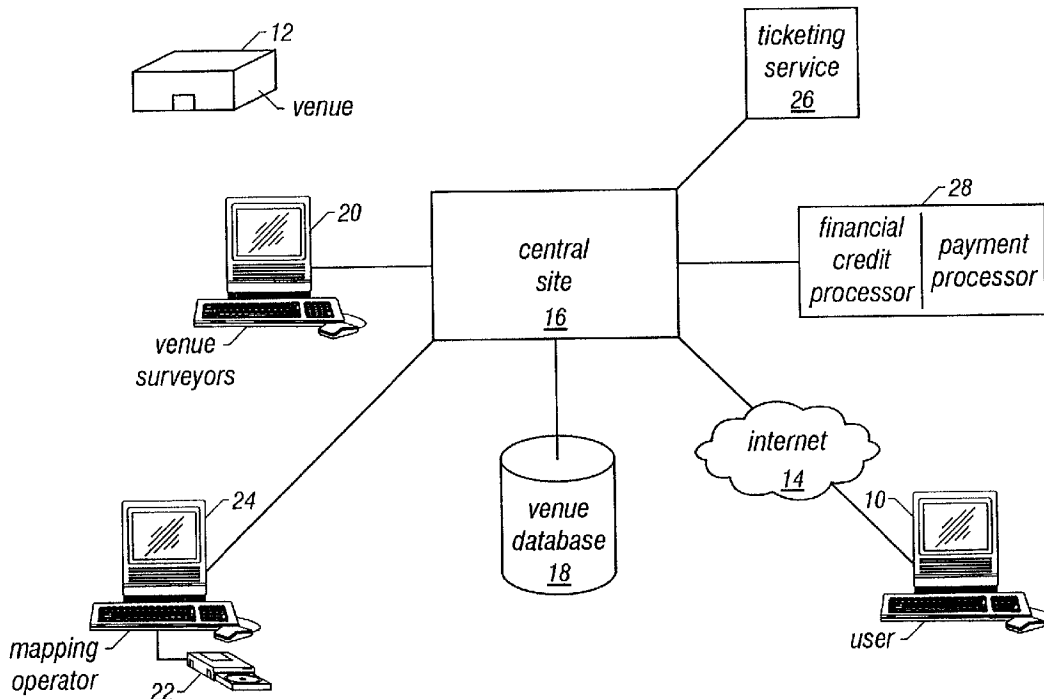 12
venue
ticketing
service
26
20
venue
surveyors
central
site
16
28
financial
credit
processor
payment
processor
internet
14
24
mapping
operator
22
venue
database
18
10
user